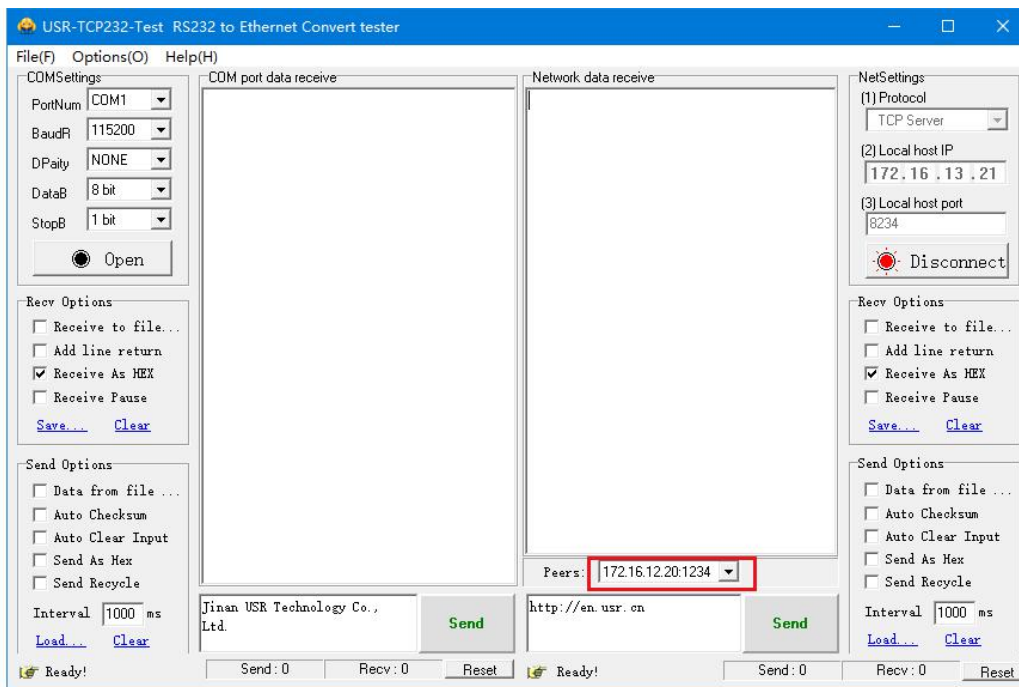 USR-TCP232-Test RS232 to Ethernet Convert tester
File(F) Options(O) Help(H)
COMSettings
PortNum COM1
BaudR 115200
DPaity NONE
DataB 8 bit
StopB 1 bit
Open
Recv Options
Receive to file...
Add line return
Receive As HEX
Receive Pause
Save... Clear
Send Options
Data from file ...
Auto Checksum
Auto Clear Input
Send As Hex
Send Recycle
Interval 1000 ms
Load... Clear
COM port data receive
Jinan USR Technology Co.,
Ltd.
Send
Network data receive
Peers: 172.16.12.20:1234
http://en.usr.cn
Send
NetSettings
(1) Protocol
TCP Server
(2) Local host IP
172.16 .13 .21
(3) Local host port
8234
Disconnect
Recv Options
Receive to file...
Add line return
Receive As HEX
Receive Pause
Save... Clear
Send Options
Data from file ...
Auto Checksum
Auto Clear Input
Send As Hex
Send Recycle
Interval 1000 ms
Load... Clear
Ready! Send : 0 Recv : 0 Reset
Ready! Send : 0 Recv : 0 Reset